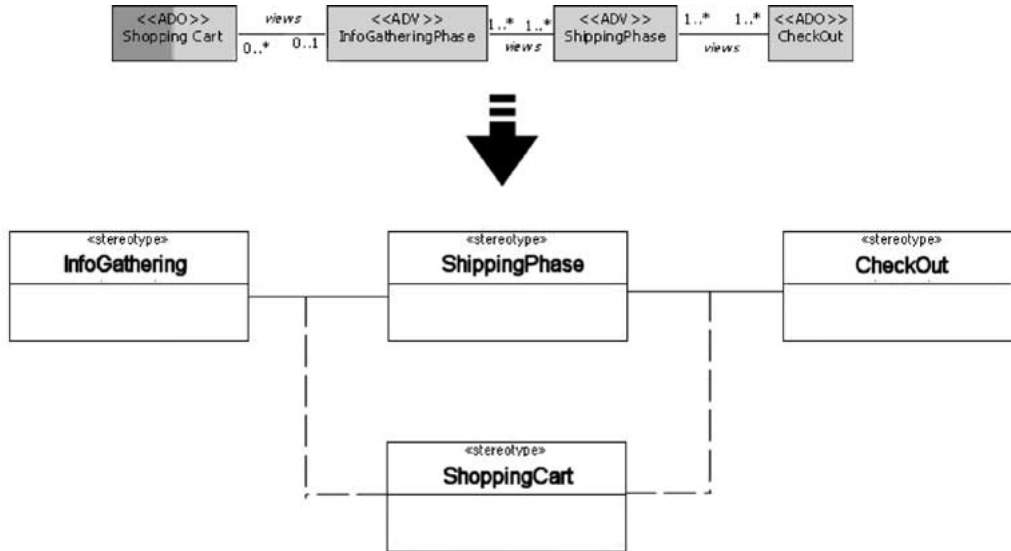 <<ADO>>
Shopping Cart
views
0..*
0..1
<<ADV>>
InfoGatheringPhase
1..*
1..*
views
<<ADV>>
ShippingPhase
1..*
1..*
views
<<ADO>>
CheckOut
«stereotype»
InfoGathering
«stereotype»
ShippingPhase
«stereotype»
CheckOut
«stereotype»
ShoppingCart